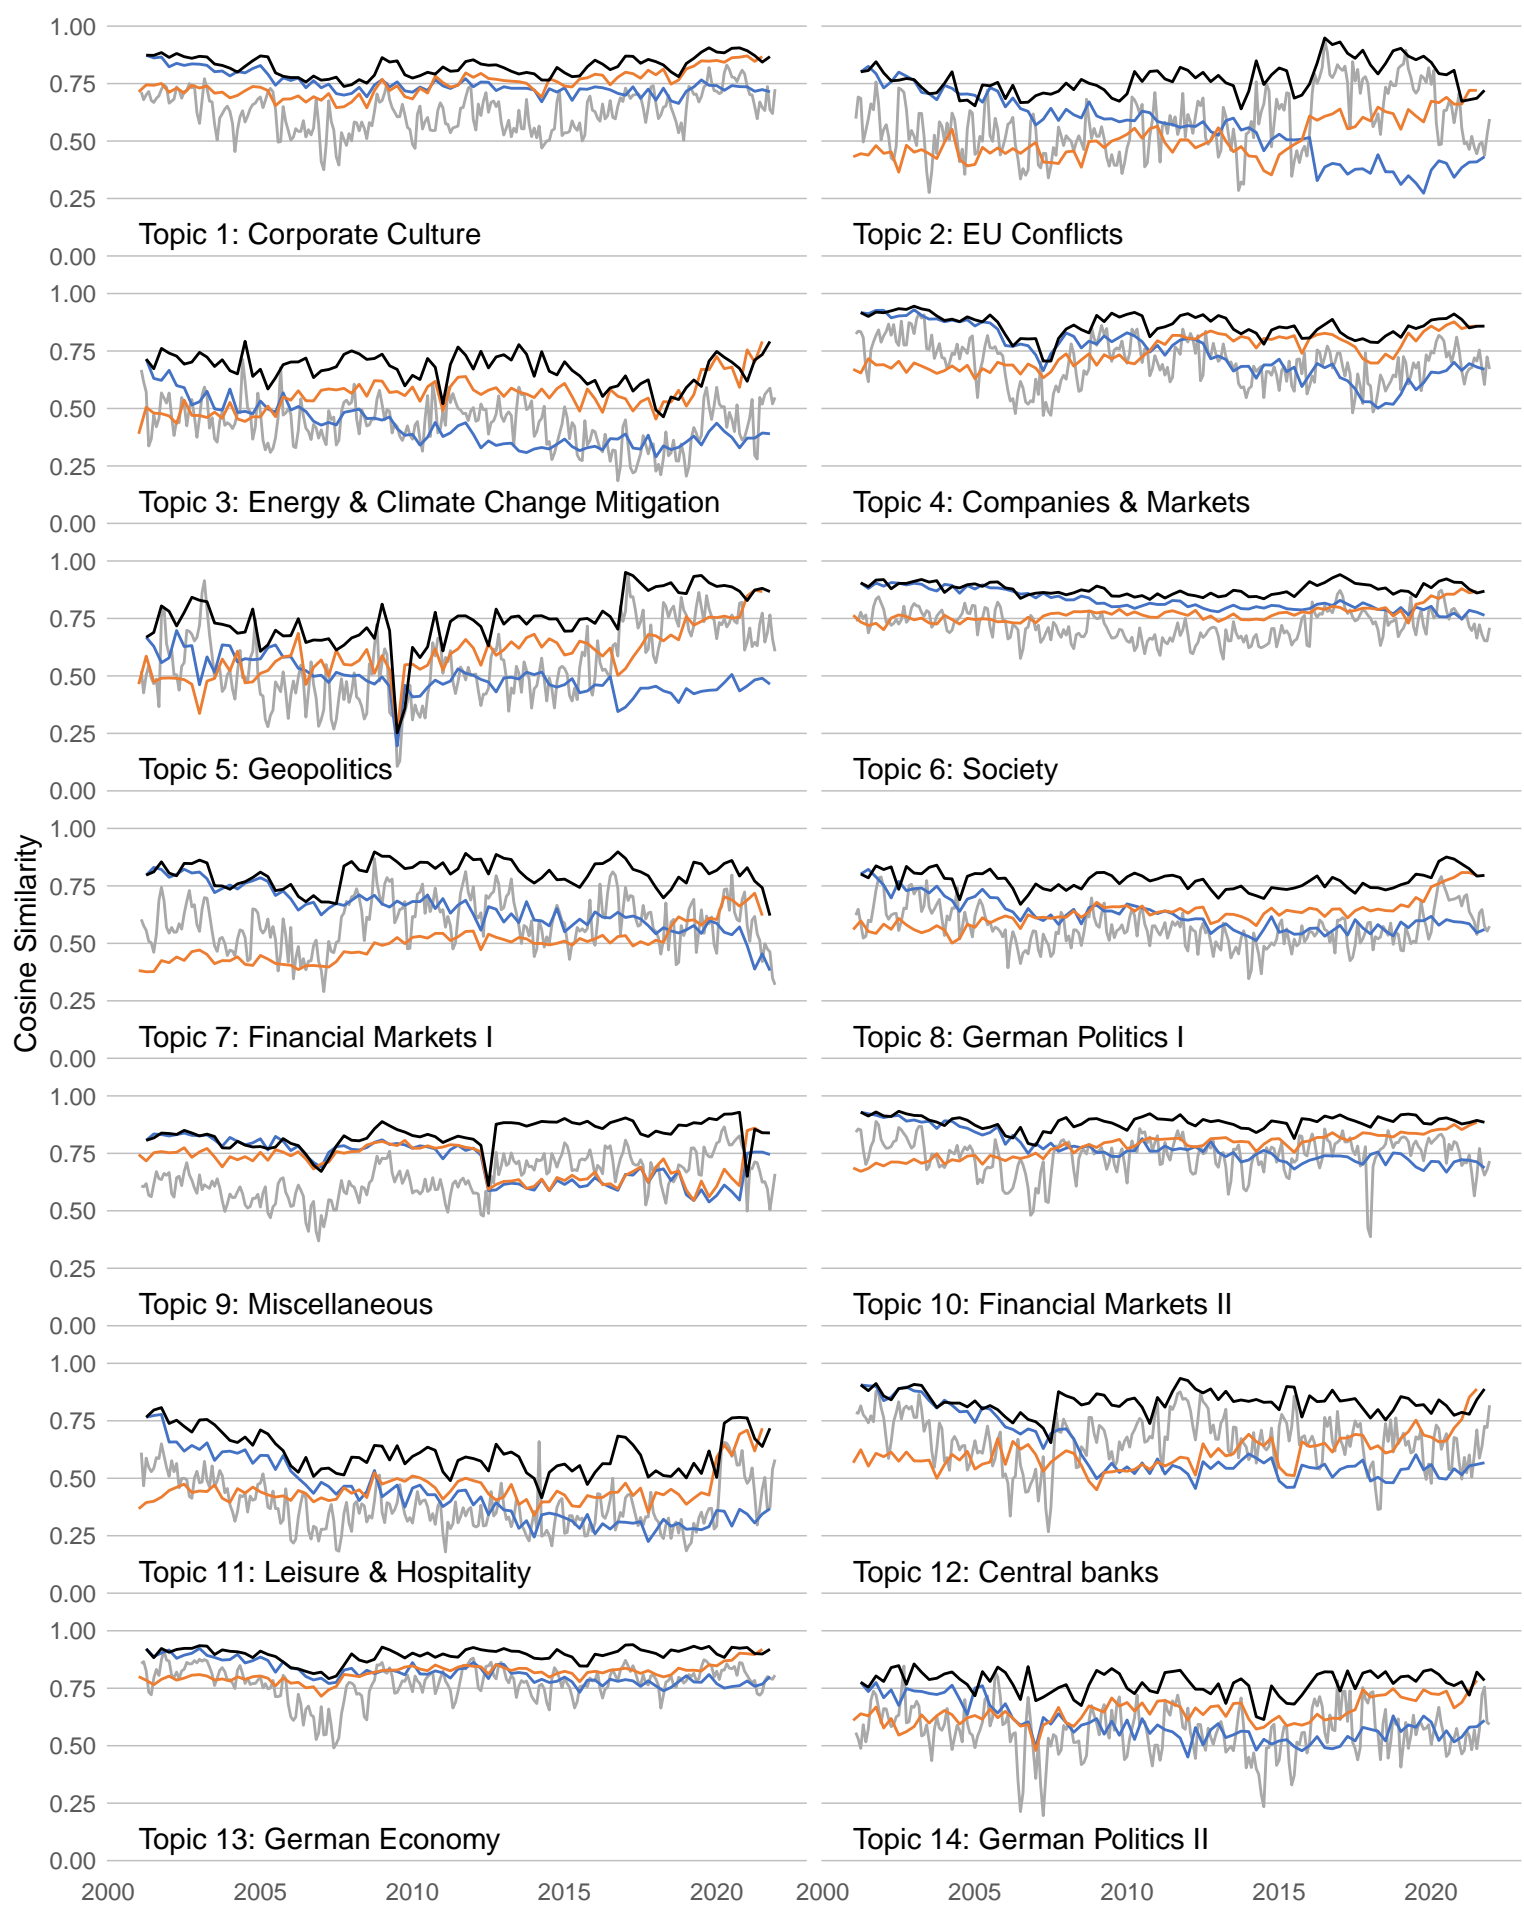 1.00
0.75
0.50
0.25
0.00
Topic 1: Corporate Culture
Topic 2: EU Conflicts
1.00
0.75
0.50
0.25
0.00
Topic 3: Energy & Climate Change Mitigation
Topic 4: Companies & Markets
1.00
0.75
0.50
0.25
0.00
Topic 5: Geopolitics
Topic 6: Society
1.00
0.75
0.50
0.25
0.00
Topic 7: Financial Markets I
Topic 8: German Politics I
Cosine Similarity
1.00
0.75
0.50
0.25
0.00
Topic 9: Miscellaneous
Topic 10: Financial Markets II
1.00
0.75
0.50
0.25
0.00
Topic 11: Leisure & Hospitality
Topic 12: Central banks
1.00
0.75
0.50
0.25
0.00
Topic 13: German Economy
Topic 14: German Politics II
2000 2005 2010 2015 2020 2000 2005 2010 2015 2020